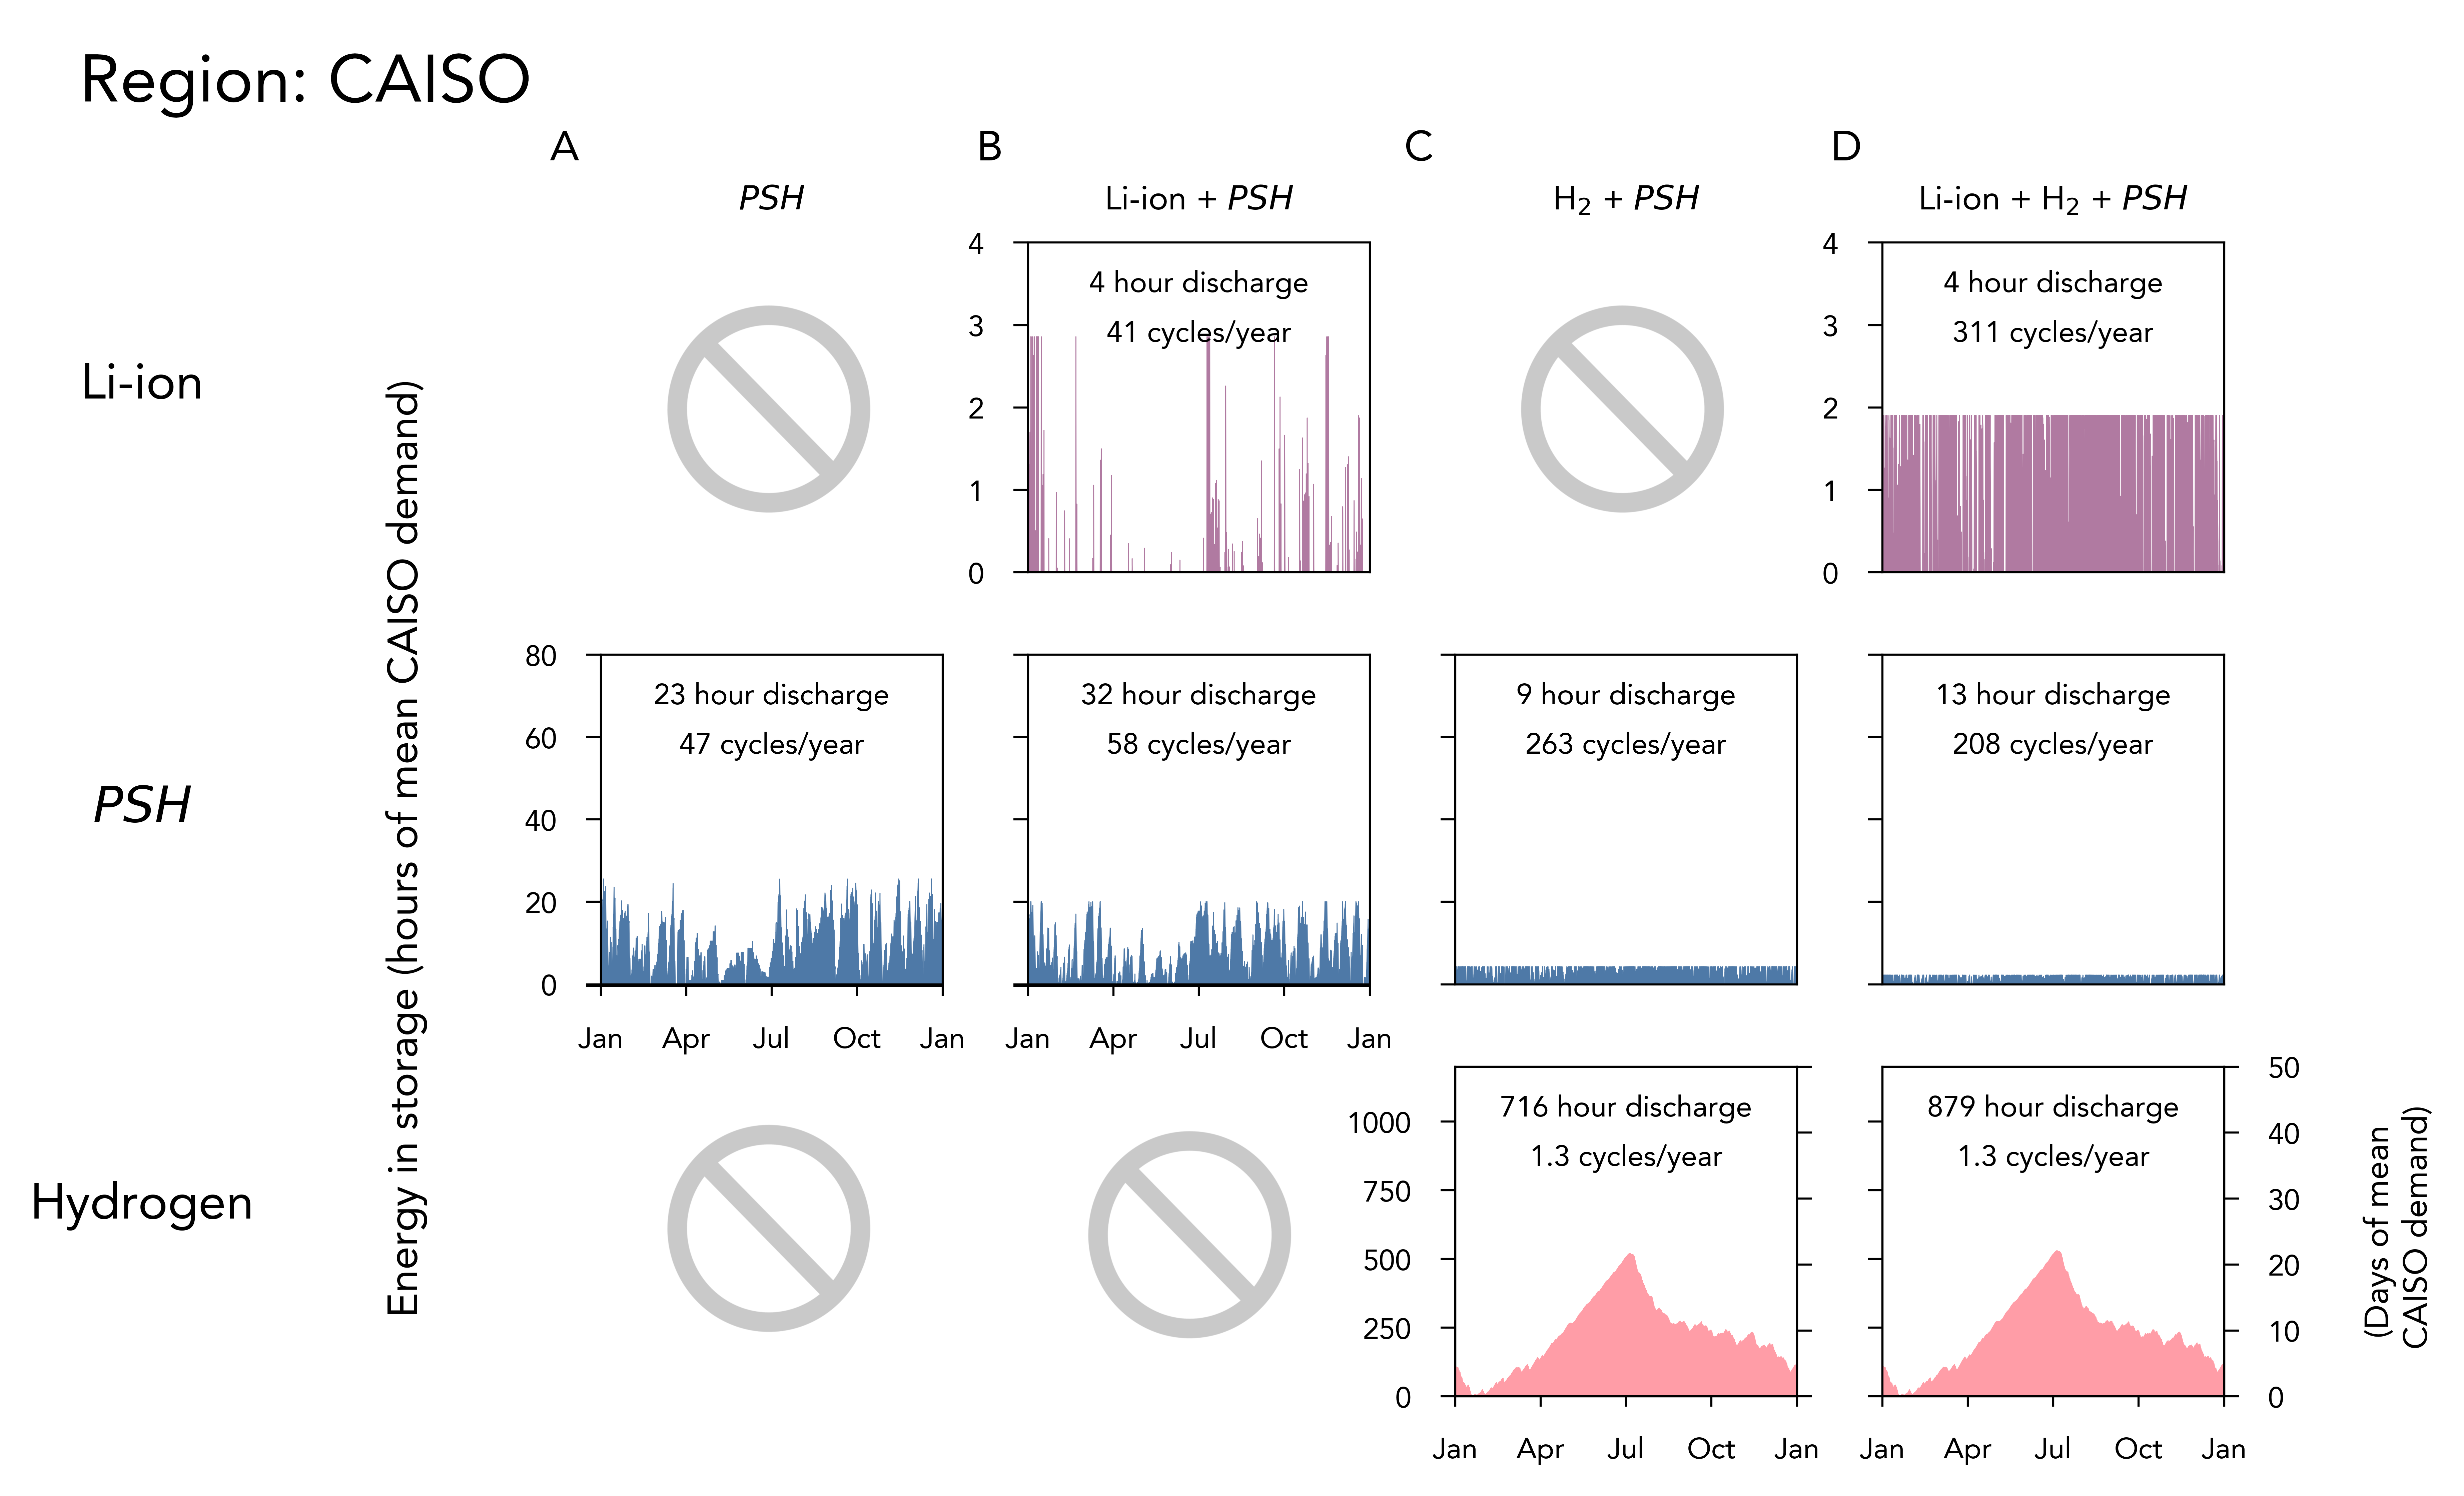 Region: CAISO
A
B
C
D
PSH
Li-ion + PSH
H₂ + PSH
Li-ion + H₂ + PSH
Li-ion
4
3
2
1
0
4 hour discharge
41 cycles/year
4
3
2
1
0
4 hour discharge
311 cycles/year
Energy in storage (hours of mean CAISO demand)
PSH
80
60
40
20
0
23 hour discharge
47 cycles/year
Jan Apr Jul Oct Jan
32 hour discharge
58 cycles/year
Jan Apr Jul Oct Jan
9 hour discharge
263 cycles/year
13 hour discharge
208 cycles/year
Hydrogen
1000
750
500
250
0
716 hour discharge
1.3 cycles/year
Jan Apr Jul Oct Jan
879 hour discharge
1.3 cycles/year
Jan Apr Jul Oct Jan
50
40
30
20
10
0
(Days of mean
CAISO demand)